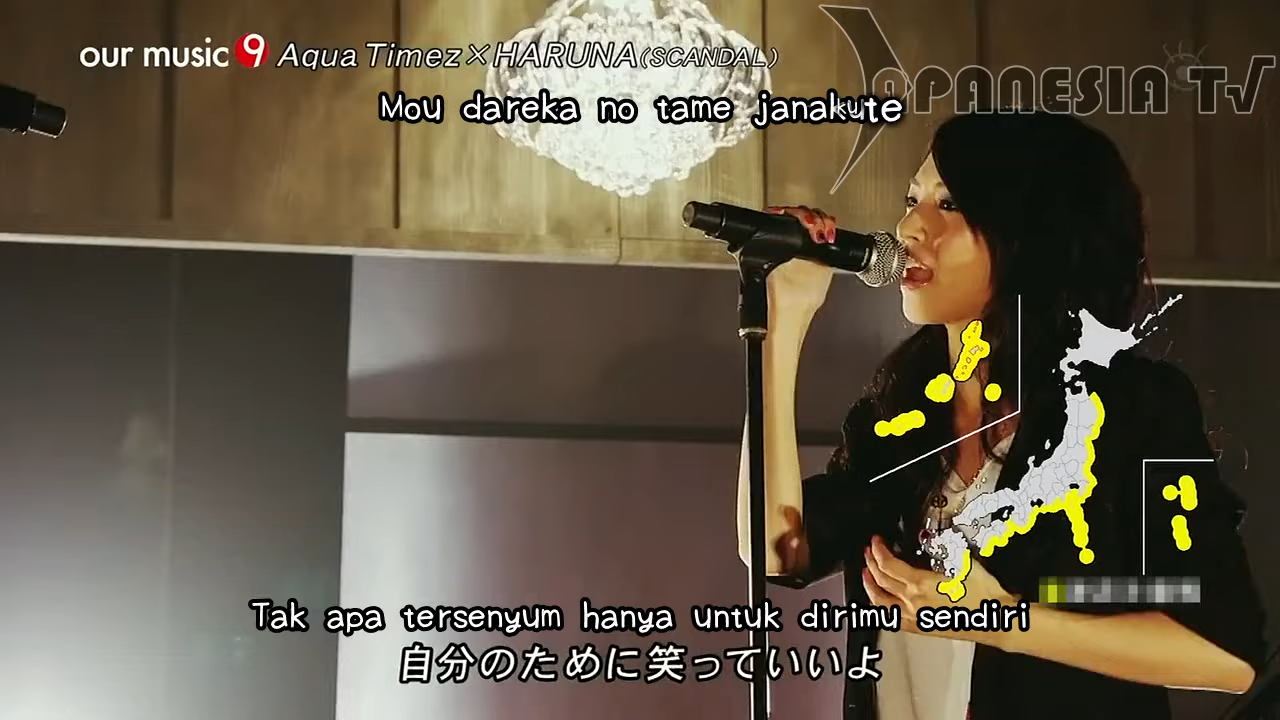 our music 9 Aqua Timez×HARUNA(SCANDAL)
JAPANESIA TV
Mou dareka no tame janakute
Tak apa tersenyum hanya untuk dirimu sendiri
自分のために笑っていいよ